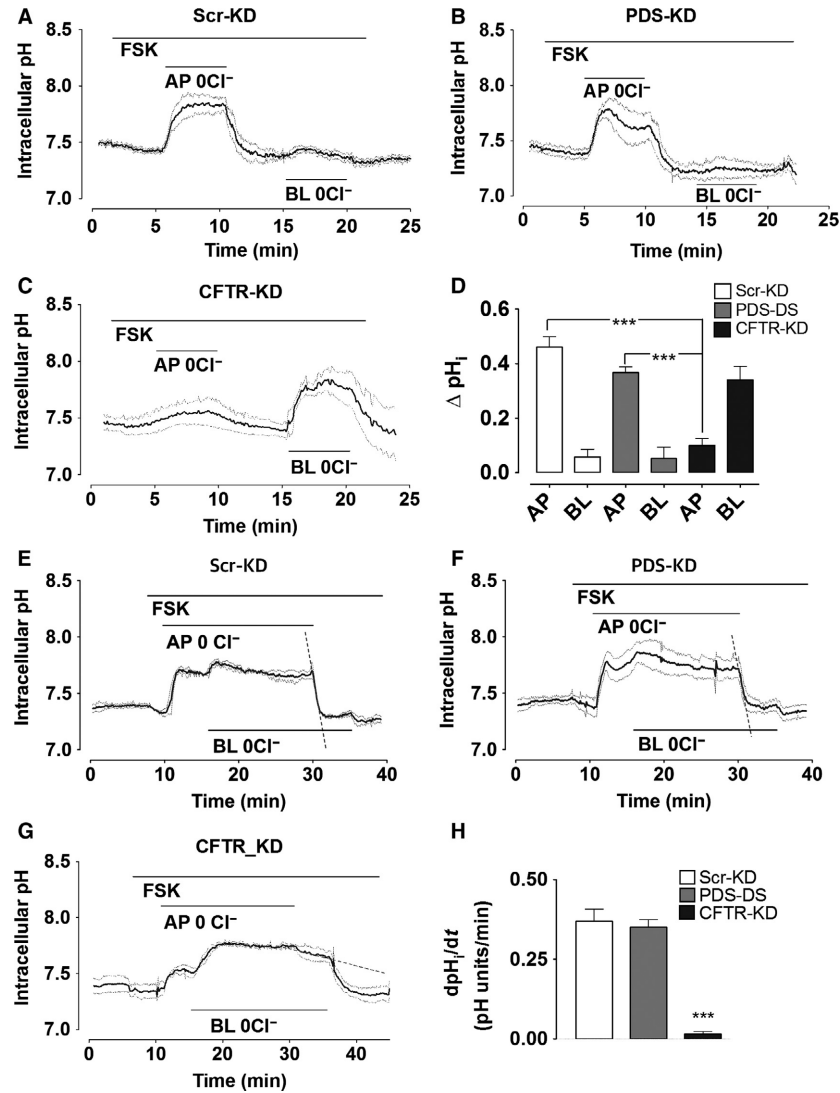 A
Scr-KD
Intracellular pH
8.5
8.0
7.5
7.0
FSK
AP 0Cl⁻
BL 0Cl⁻
0 5 10 15 20 25
Time (min)
B
PDS-KD
Intracellular pH
8.5
8.0
7.5
7.0
FSK
AP 0Cl⁻
BL 0Cl⁻
0 5 10 15 20 25
Time (min)
C
CFTR-KD
Intracellular pH
8.5
8.0
7.5
7.0
FSK
AP 0Cl⁻
BL 0Cl⁻
0 5 10 15 20 25
Time (min)
D
Scr-KD
PDS-DS
CFTR-KD
Δ pHᵢ
0.6
0.4
0.2
0.0
***
***
AP BL AP BL AP BL
E
Scr-KD
Intracellular pH
8.5
8.0
7.5
7.0
FSK
AP 0 Cl⁻
BL 0Cl⁻
0 10 20 30 40
Time (min)
F
PDS-KD
Intracellular pH
8.5
8.0
7.5
7.0
FSK
AP 0Cl⁻
BL 0Cl⁻
0 10 20 30 40
Time (min)
G
CFTR_KD
Intracellular pH
8.5
8.0
7.5
7.0
FSK
AP 0 Cl⁻
BL 0Cl⁻
0 10 20 30 40
Time (min)
H
Scr-KD
PDS-DS
CFTR-KD
dpHᵢ/dt
(pH units/min)
0.50
0.25
0.00
***